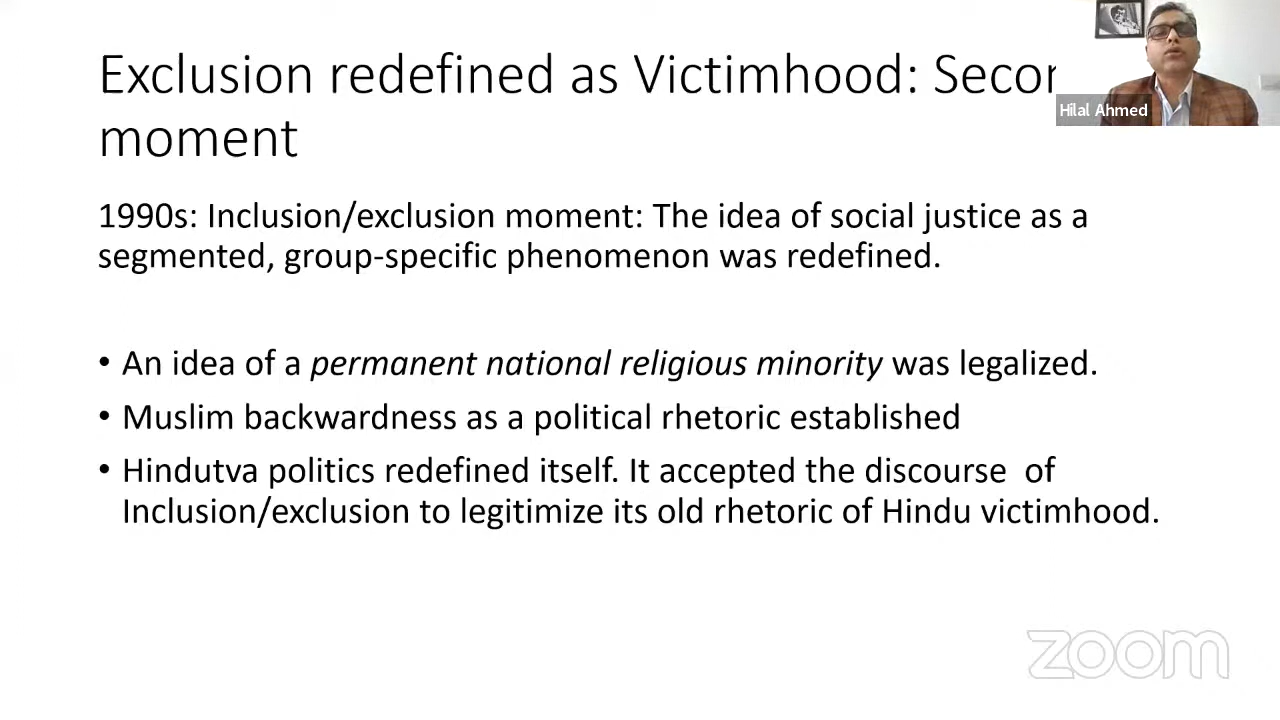 Exclusion redefined as Victimhood: Secon
moment
Hilal Ahmed
1990s: Inclusion/exclusion moment: The idea of social justice as a
segmented, group-specific phenomenon was redefined.
• An idea of a permanent national religious minority was legalized.
• Muslim backwardness as a political rhetoric established
• Hindutva politics redefined itself. It accepted the discourse of
Inclusion/exclusion to legitimize its old rhetoric of Hindu victimhood.
zoom